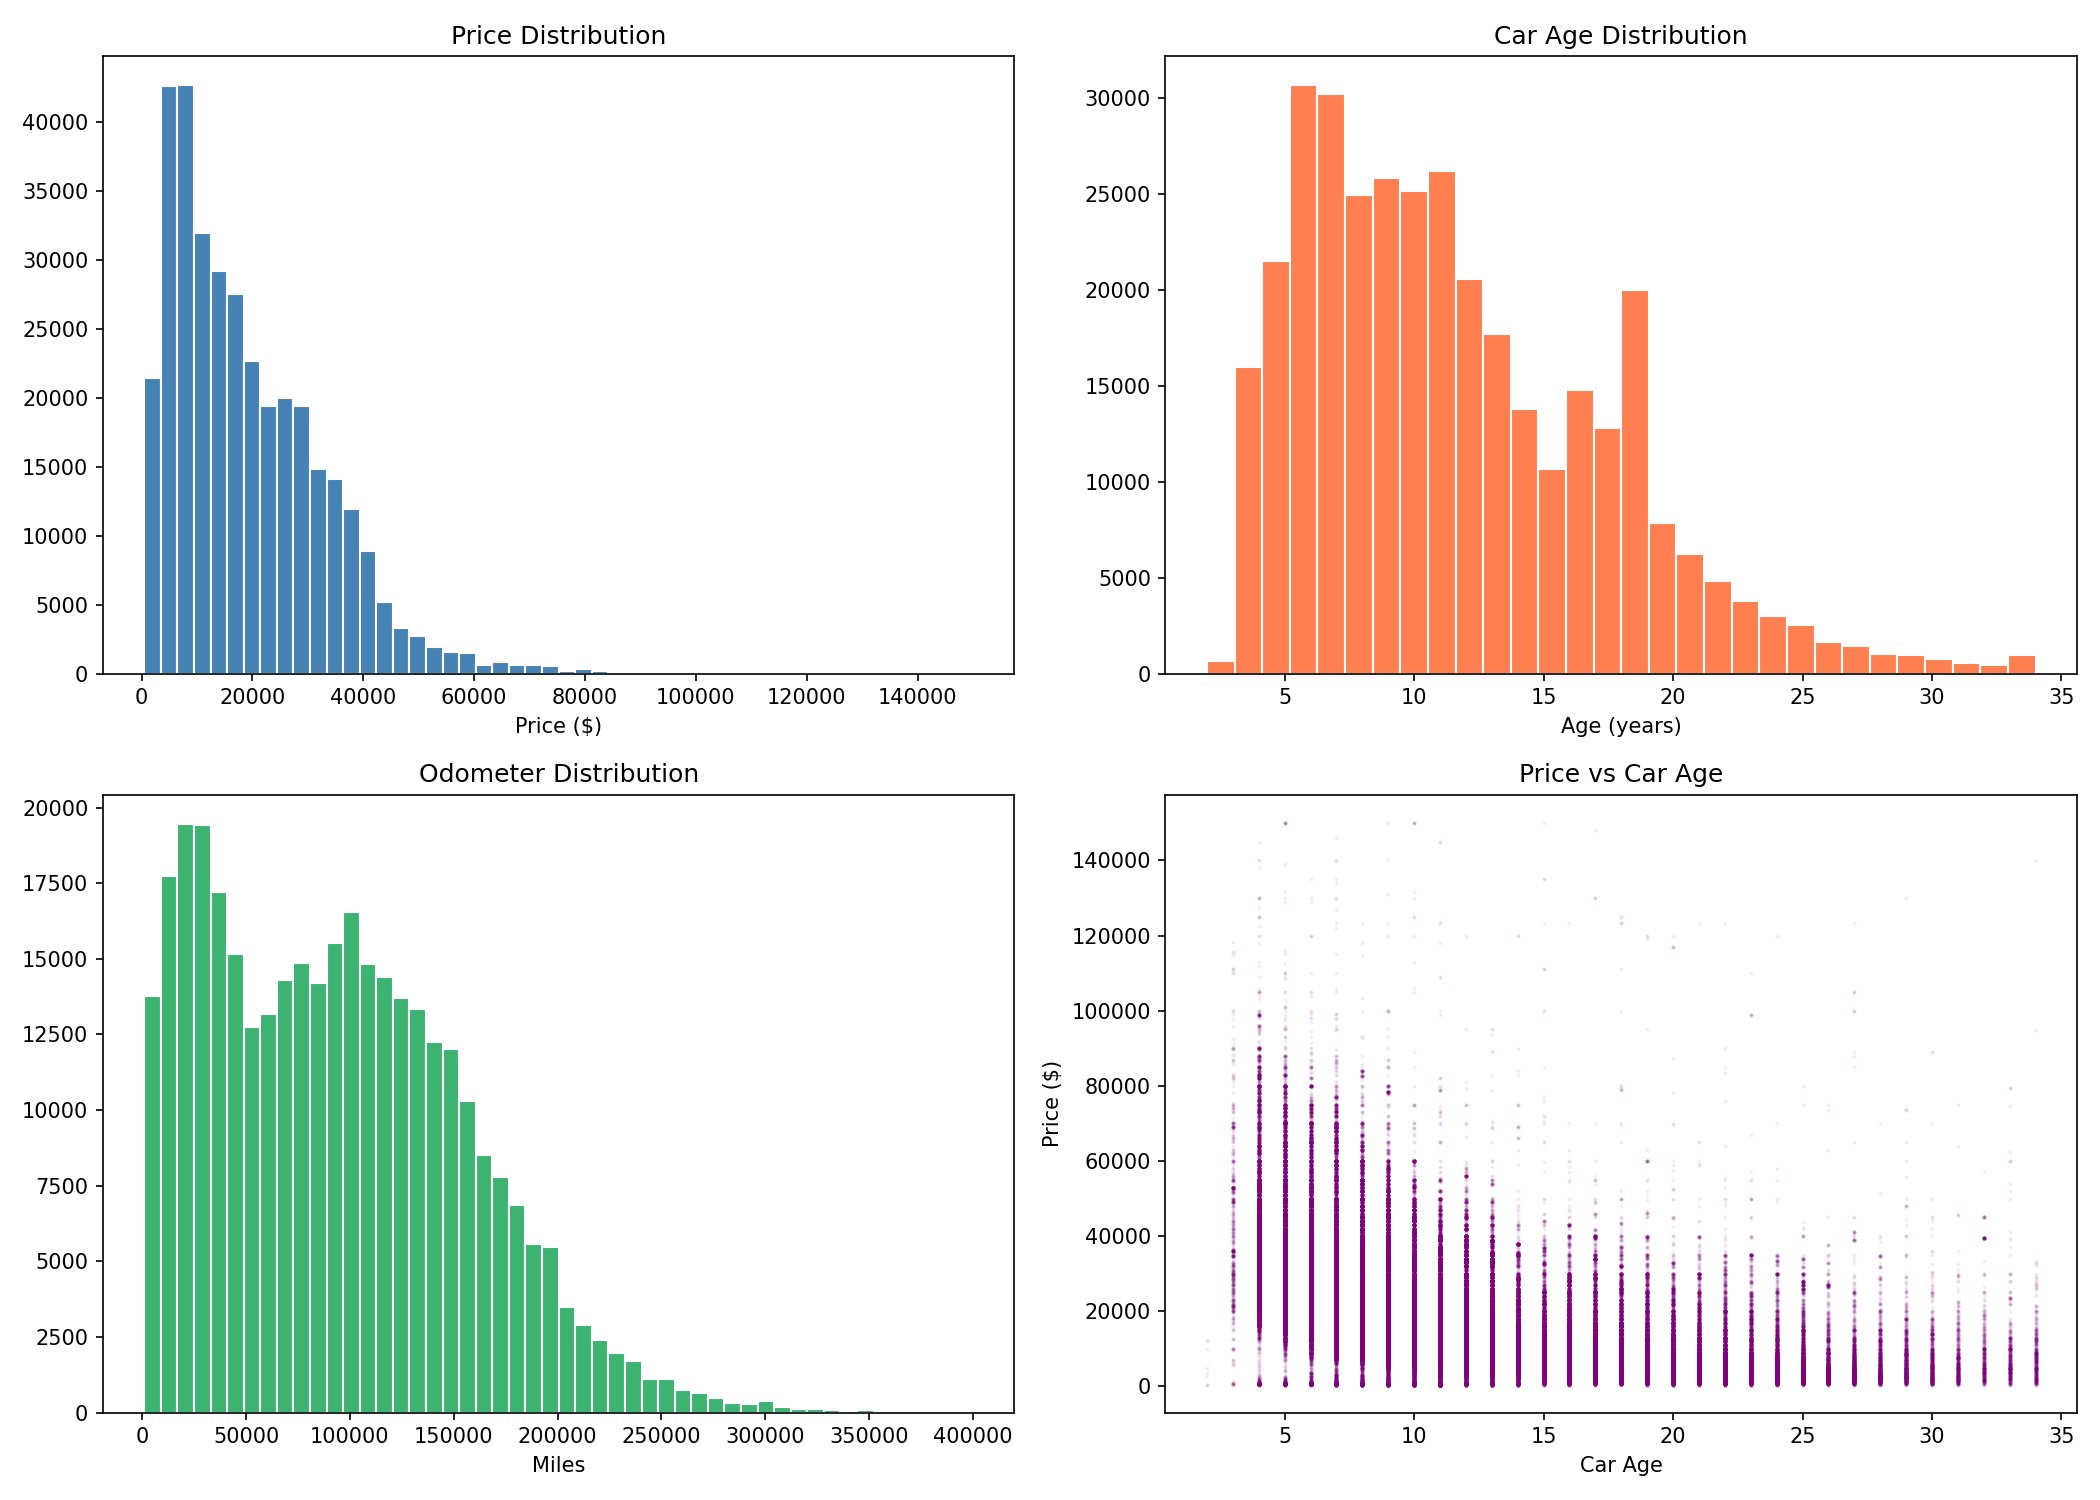 Price Distribution
40000
35000
30000
25000
20000
15000
10000
5000
0
0 20000 40000 60000 80000 100000 120000 140000
Price ($)
Car Age Distribution
30000
25000
20000
15000
10000
5000
0
5 10 15 20 25 30 35
Age (years)
Odometer Distribution
20000
17500
15000
12500
10000
7500
5000
2500
0
0 50000 100000 150000 200000 250000 300000 350000 400000
Miles
Price vs Car Age
Price ($)
140000
120000
100000
80000
60000
40000
20000
0
5 10 15 20 25 30 35
Car Age